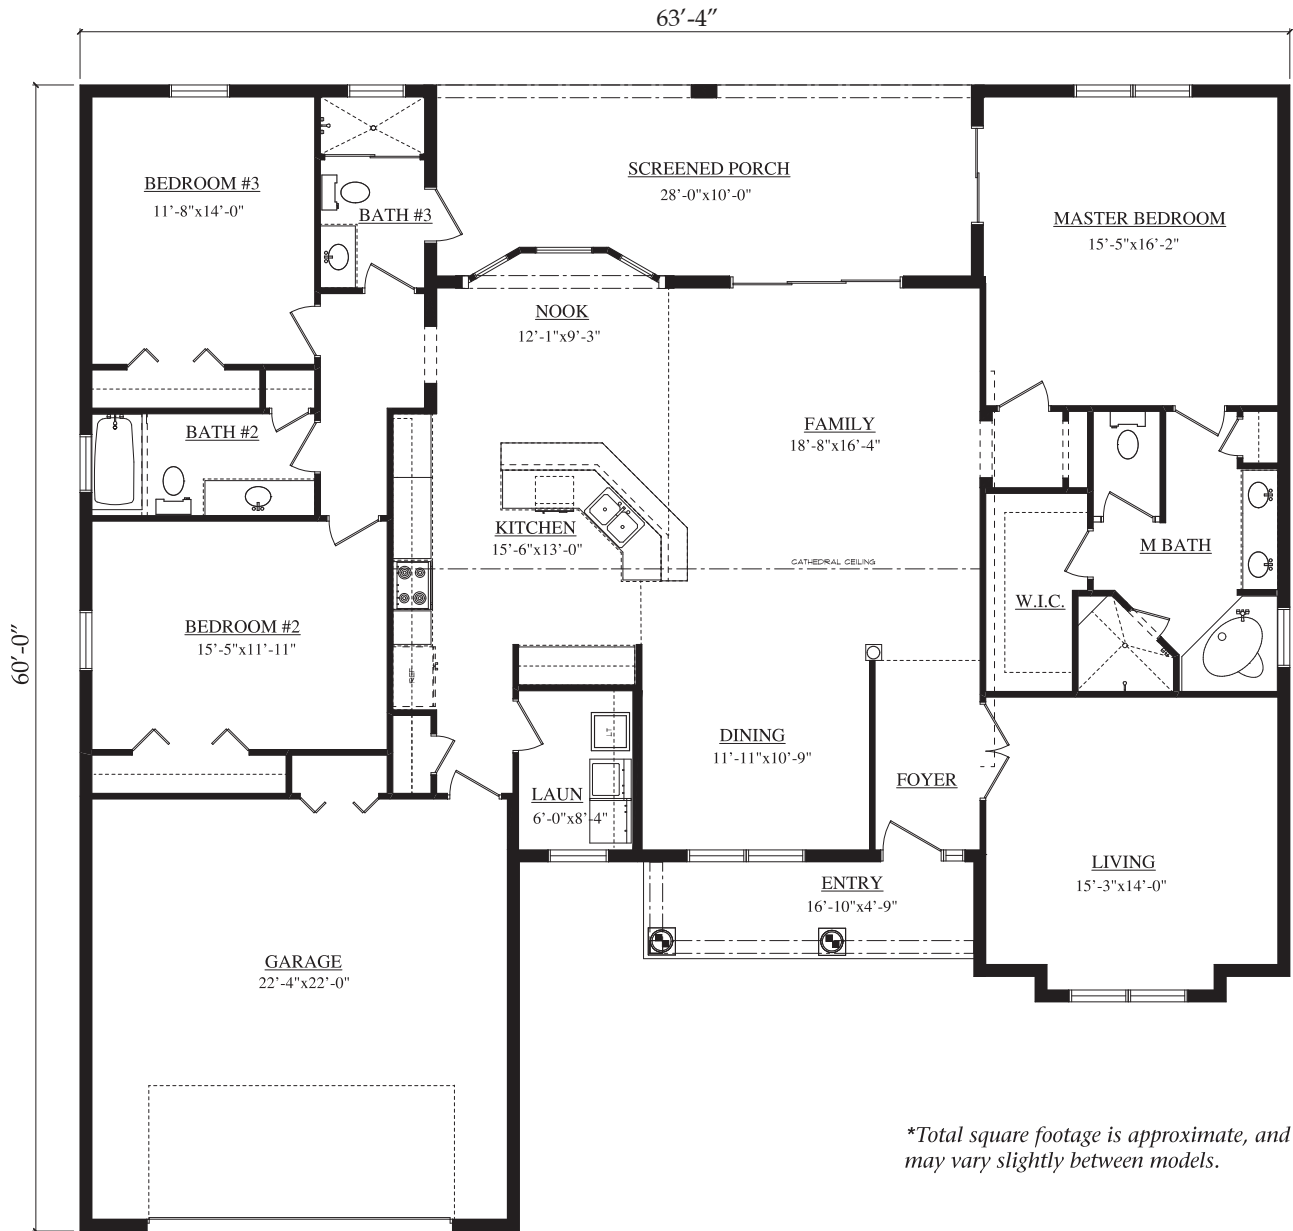 63'-4"
60'-0"
BEDROOM #3
11'-8"x14'-0"
BATH #3
SCREENED PORCH
28'-0"x10'-0"
MASTER BEDROOM
15'-5"x16'-2"
NOOK
12'-1"x9'-3"
BATH #2
FAMILY
18'-8"x16'-4"
KITCHEN
15'-6"x13'-0"
CATHEDRAL CEILING
M BATH
W.I.C.
BEDROOM #2
15'-5"x11'-11"
REF
DINING
11'-11"x10'-9"
FOYER
LAUN
6'-0"x8'-4"
LIVING
15'-3"x14'-0"
ENTRY
16'-10"x4'-9"
GARAGE
22'-4"x22'-0"
*Total square footage is approximate, and
may vary slightly between models.